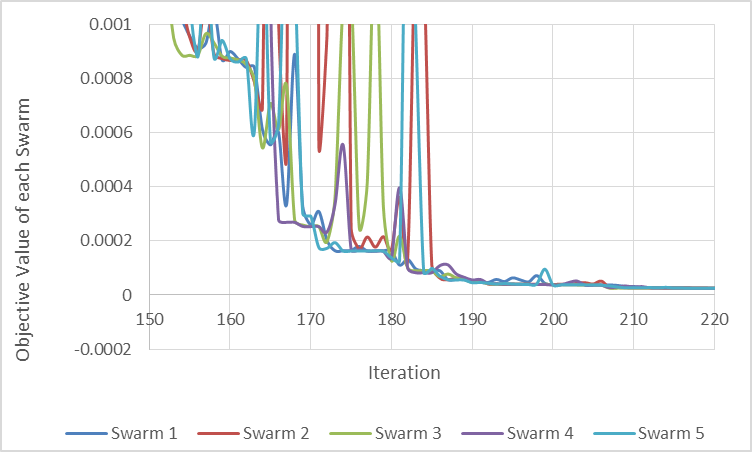 Objective Value of each Swarm
0.001
0.0008
0.0006
0.0004
0.0002
0
-0.0002
150 160 170 180 190 200 210 220
Iteration
Swarm 1 Swarm 2 Swarm 3 Swarm 4 Swarm 5